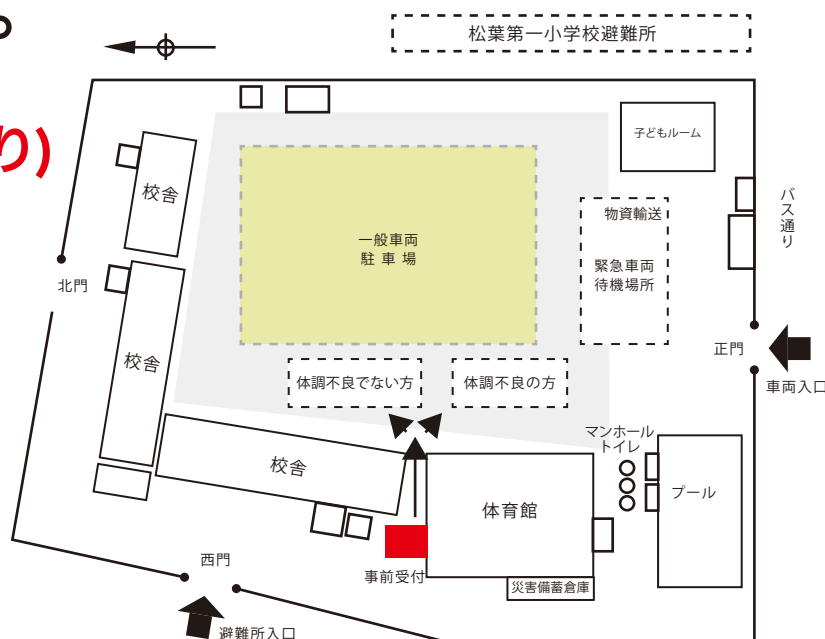 。
り)
松葉第一小学校避難所
子どもルーム
校舎
バス通り
物資輸送
一般車両
駐車場
緊急車両
待機場所
北門
正門
校舎
体調不良でない方
体調不良の方
車両入口
マンホール
トイレ
校舎
プール
体育館
西門
事前受付
災害備蓄倉庫
避難所入口